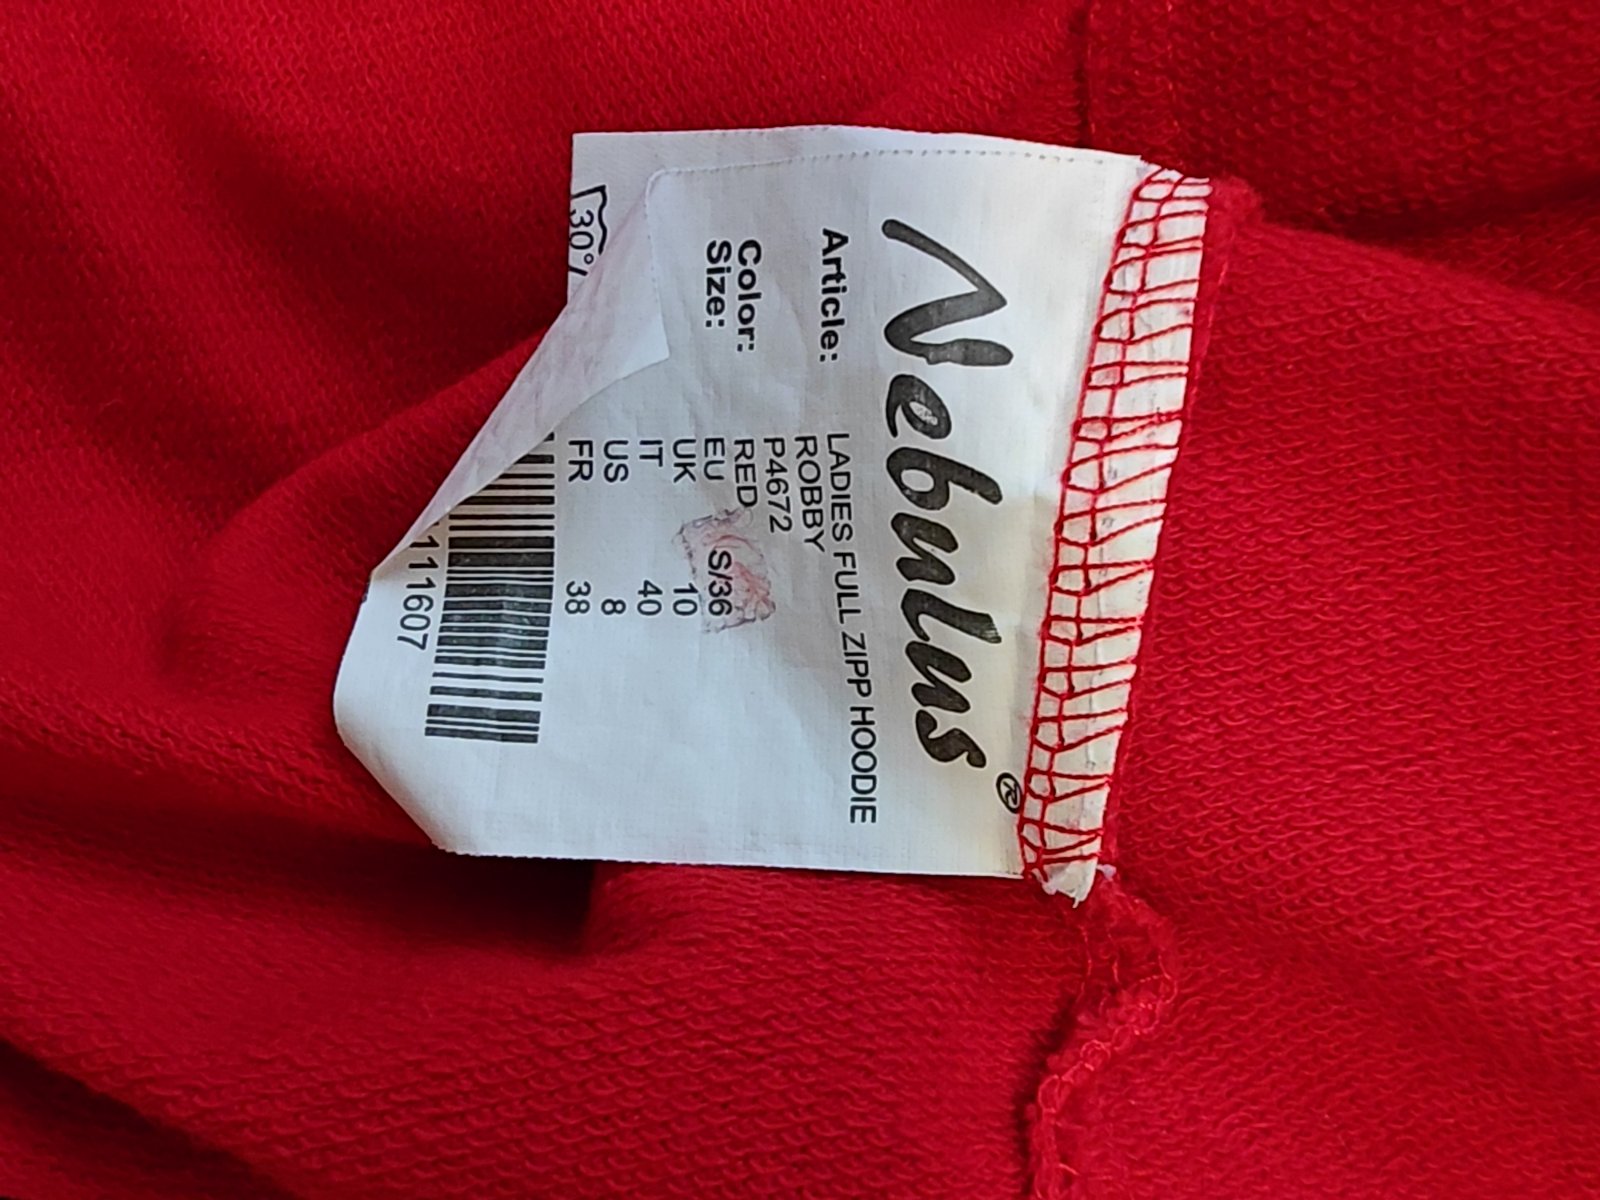 Nebulus®
Article: LADIES FULL ZIPP HOODIE
ROBBY
P4672
Color: RED
Size: EU S/36
UK 10
IT 40
US 8
FR 38
111607
30°